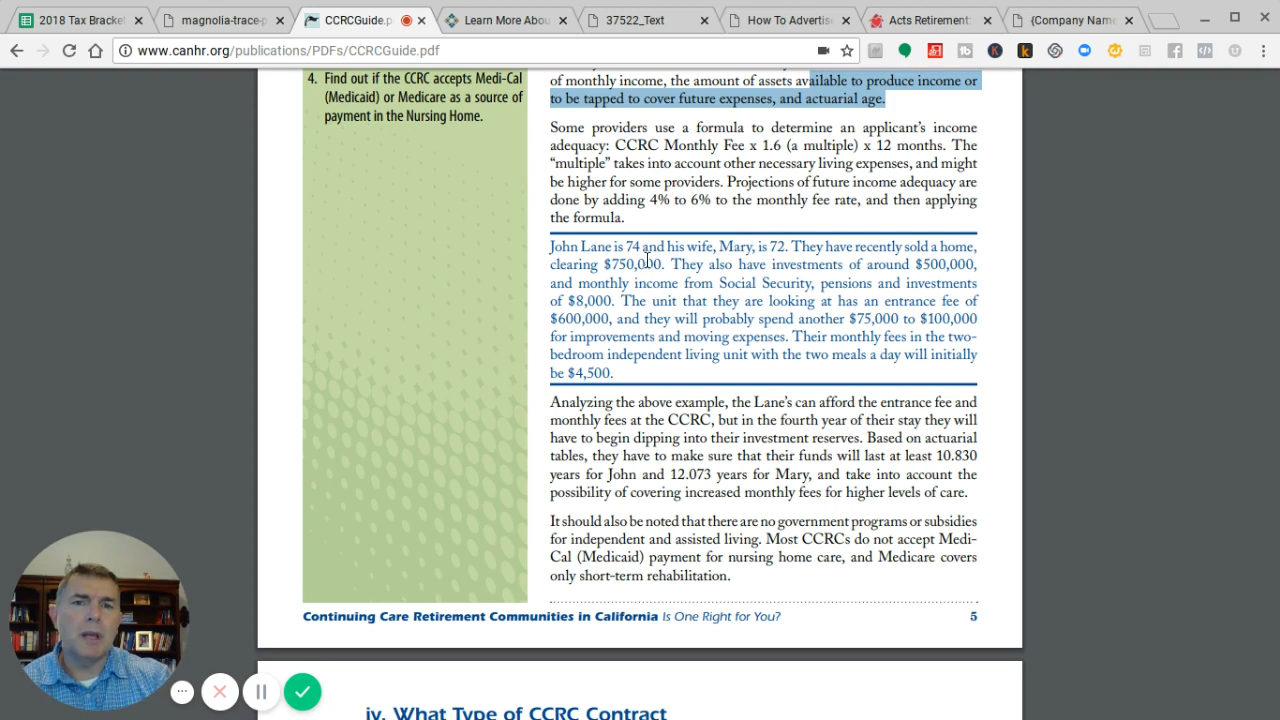 2018 Tax Bracket
magnolia-trace-p
CCRCGuide.p
Learn More Abou
37522_Text
How To Advertise
Acts Retirement
{Company Name
www.canhr.org/publications/PDFs/CCRCGuide.pdf
4. Find out if the CCRC accepts Medi-Cal
(Medicaid) or Medicare as a source of
payment in the Nursing Home.
of monthly income, the amount of assets available to produce income or
to be tapped to cover future expenses, and actuarial age.
Some providers use a formula to determine an applicant's income
adequacy: CCRC Monthly Fee x 1.6 (a multiple) x 12 months. The
"multiple" takes into account other necessary living expenses, and might
be higher for some providers. Projections of future income adequacy are
done by adding 4% to 6% to the monthly fee rate, and then applying
the formula.
John Lane is 74 and his wife, Mary, is 72. They have recently sold a home,
clearing $750,000. They also have investments of around $500,000,
and monthly income from Social Security, pensions and investments
of $8,000. The unit that they are looking at has an entrance fee of
$600,000, and they will probably spend another $75,000 to $100,000
for improvements and moving expenses. Their monthly fees in the two-
bedroom independent living unit with the two meals a day will initially
be $4,500.
Analyzing the above example, the Lane's can afford the entrance fee and
monthly fees at the CCRC, but in the fourth year of their stay they will
have to begin dipping into their investment reserves. Based on actuarial
tables, they have to make sure that their funds will last at least 10.830
years for John and 12.073 years for Mary, and take into account the
possibility of covering increased monthly fees for higher levels of care.
It should also be noted that there are no government programs or subsidies
for independent and assisted living. Most CCRCs do not accept Medi-
Cal (Medicaid) payment for nursing home care, and Medicare covers
only short-term rehabilitation.
Continuing Care Retirement Communities in California Is One Right for You? 5
iv. What Type of CCRC Contract